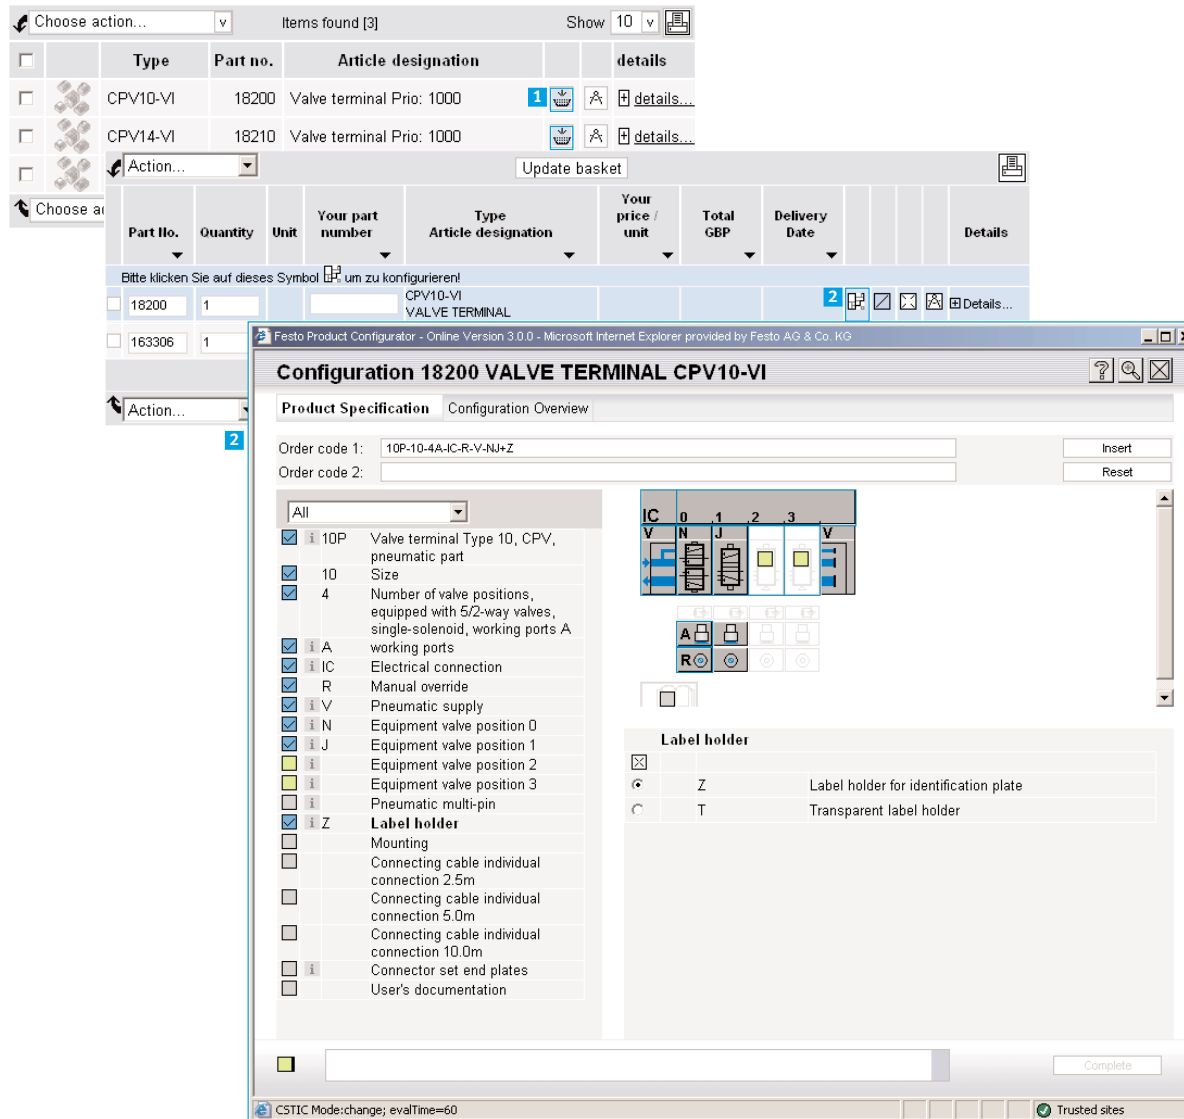 Choose action...
Items found [3]
Show 10
Type Part no. Article designation details
CPV10-VI 18200 Valve terminal Prio: 1000 1 details...
CPV14-VI 18210 Valve terminal Prio: 1000 details...
Action... Update basket
Choose a
Part No. Quantity Unit Your part number Type Article designation Your price / unit Total GBP Delivery Date Details
Bitte klicken Sie auf dieses Symbol um zu konfigurieren!
18200 1 CPV10-VI 2 Details...
VALVE TERMINAL
163306 1
Action...
2
Festo Product Configurator - Online Version 3.0.0 - Microsoft Internet Explorer provided by Festo AG & Co. KG
Configuration 18200 VALVE TERMINAL CPV10-VI
Product Specification Configuration Overview
Order code 1: 10P-10-4A-IC-R-V-NJ+Z Insert
Order code 2: Reset
All
i 10P Valve terminal Type 10, CPV,
pneumatic part
10 Size
4 Number of valve positions,
equipped with 5/2-way valves,
single-solenoid, working ports A
i A working ports
i IC Electrical connection
R Manual override
i V Pneumatic supply
i N Equipment valve position 0
i J Equipment valve position 1
i Equipment valve position 2
i Equipment valve position 3
i Pneumatic multi-pin
i Z Label holder
Mounting
Connecting cable individual
connection 2.5m
Connecting cable individual
connection 5.0m
Connecting cable individual
connection 10.0m
i Connector set end plates
User's documentation
IC 0 ,1 ,2 ,3 ,
V N J V
A
R
Label holder
Z Label holder for identification plate
T Transparent label holder
Complete
CSTIC Mode:change; evalTime=60 Trusted sites